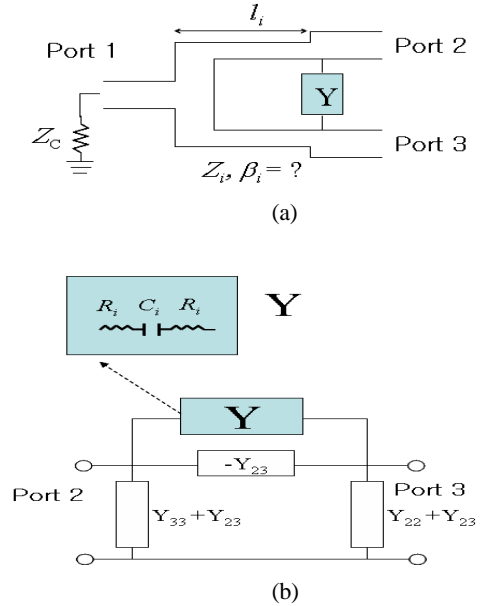 l_i
Port 1
Port 2
Y
Z_C
Port 3
Z_i, β_i = ?
(a)
R_i C_i R_i
Y
Y
-Y_23
Port 2
Port 3
Y_33+Y_23
Y_22+Y_23
(b)